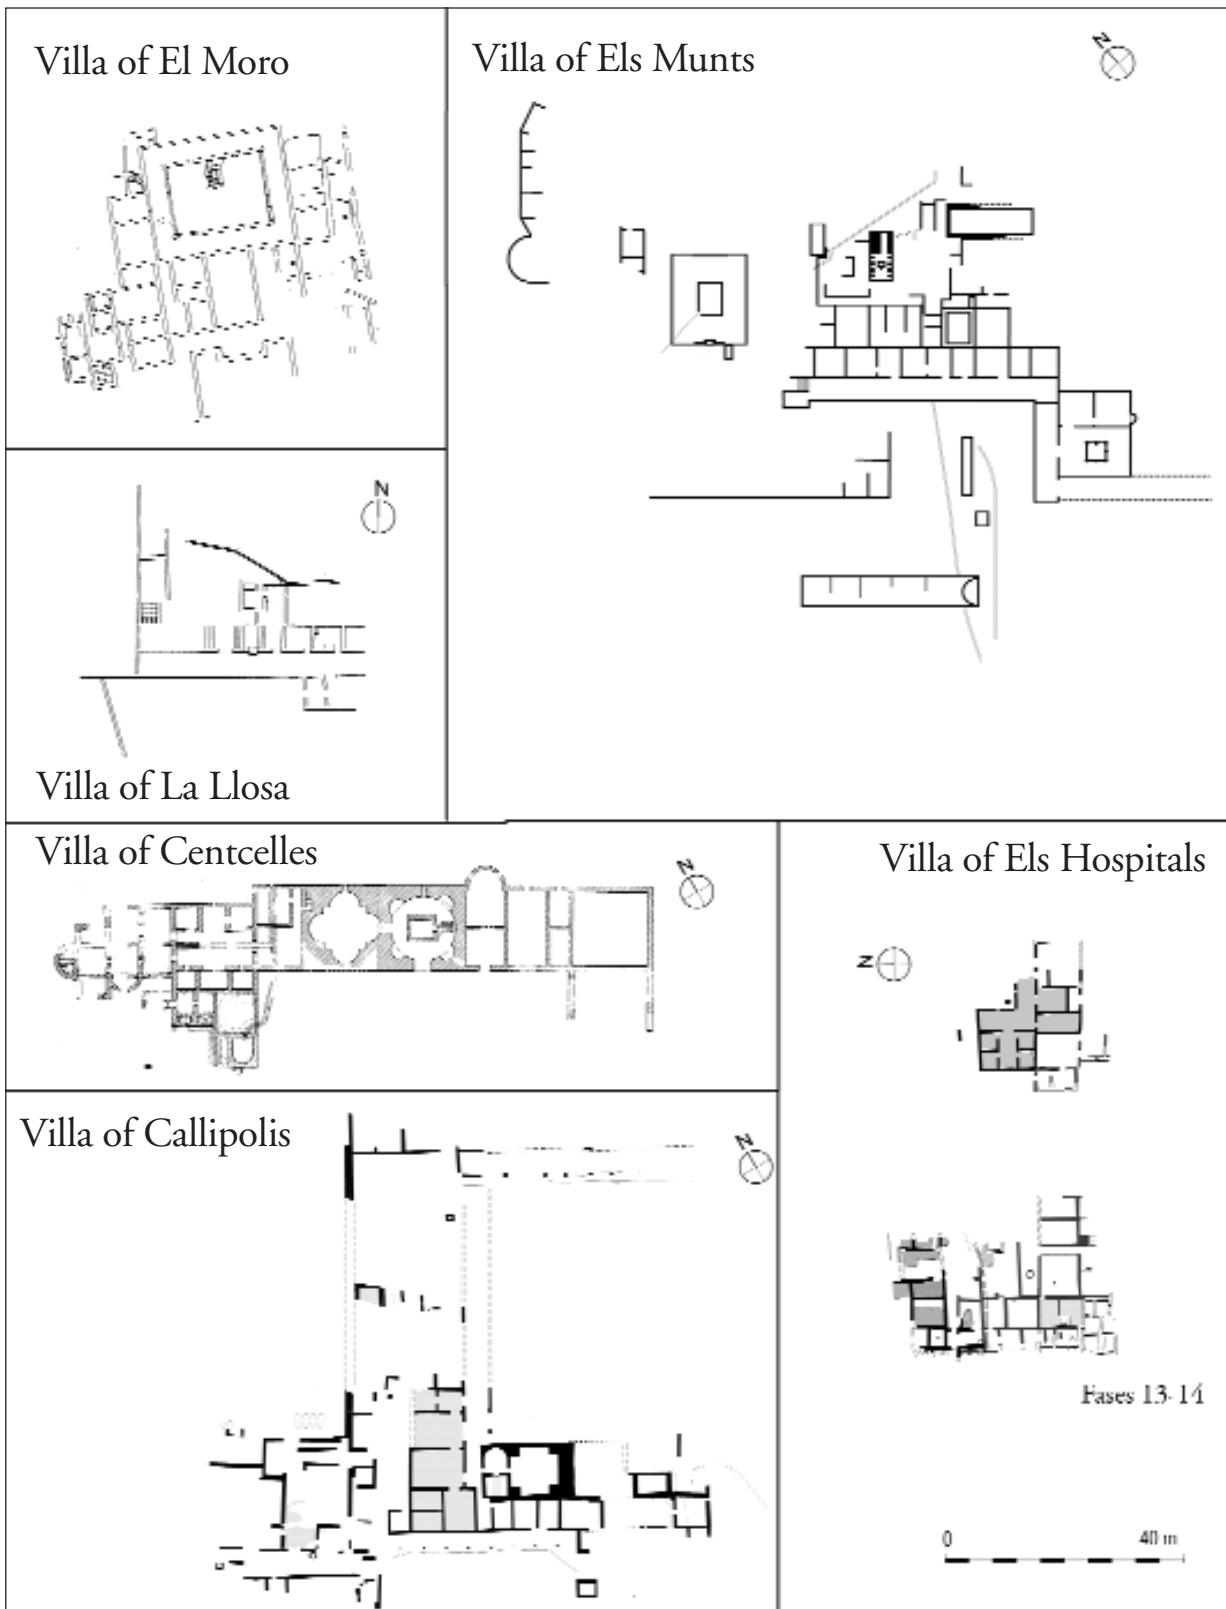 Villa of El Moro
Villa of Els Munts
N
N
Villa of La Llosa
Villa of Centcelles
N
Villa of Els Hospitals
N
Villa of Callipolis
N
Fases 13-14
0 40 m